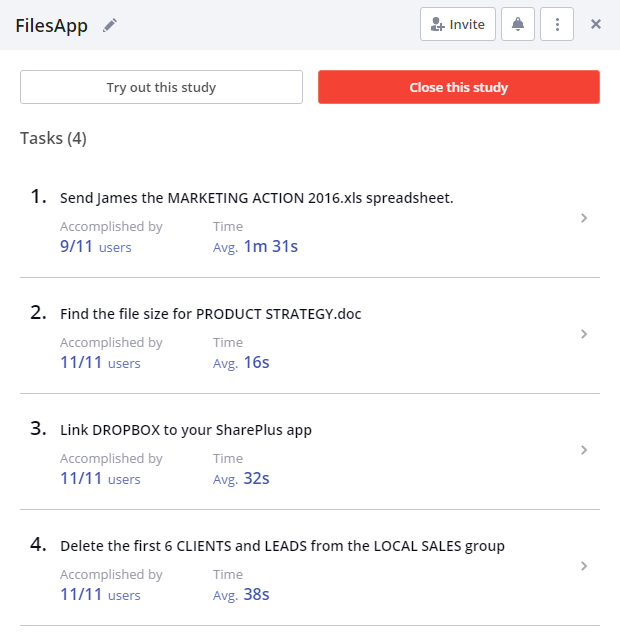 FilesApp
Invite
Try out this study
Close this study
Tasks (4)
1. Send James the MARKETING ACTION 2016.xls spreadsheet.
Accomplished by Time
9/11 users Avg. 1m 31s
2. Find the file size for PRODUCT STRATEGY.doc
Accomplished by Time
11/11 users Avg. 16s
3. Link DROPBOX to your SharePlus app
Accomplished by Time
11/11 users Avg. 32s
4. Delete the first 6 CLIENTS and LEADS from the LOCAL SALES group
Accomplished by Time
11/11 users Avg. 38s